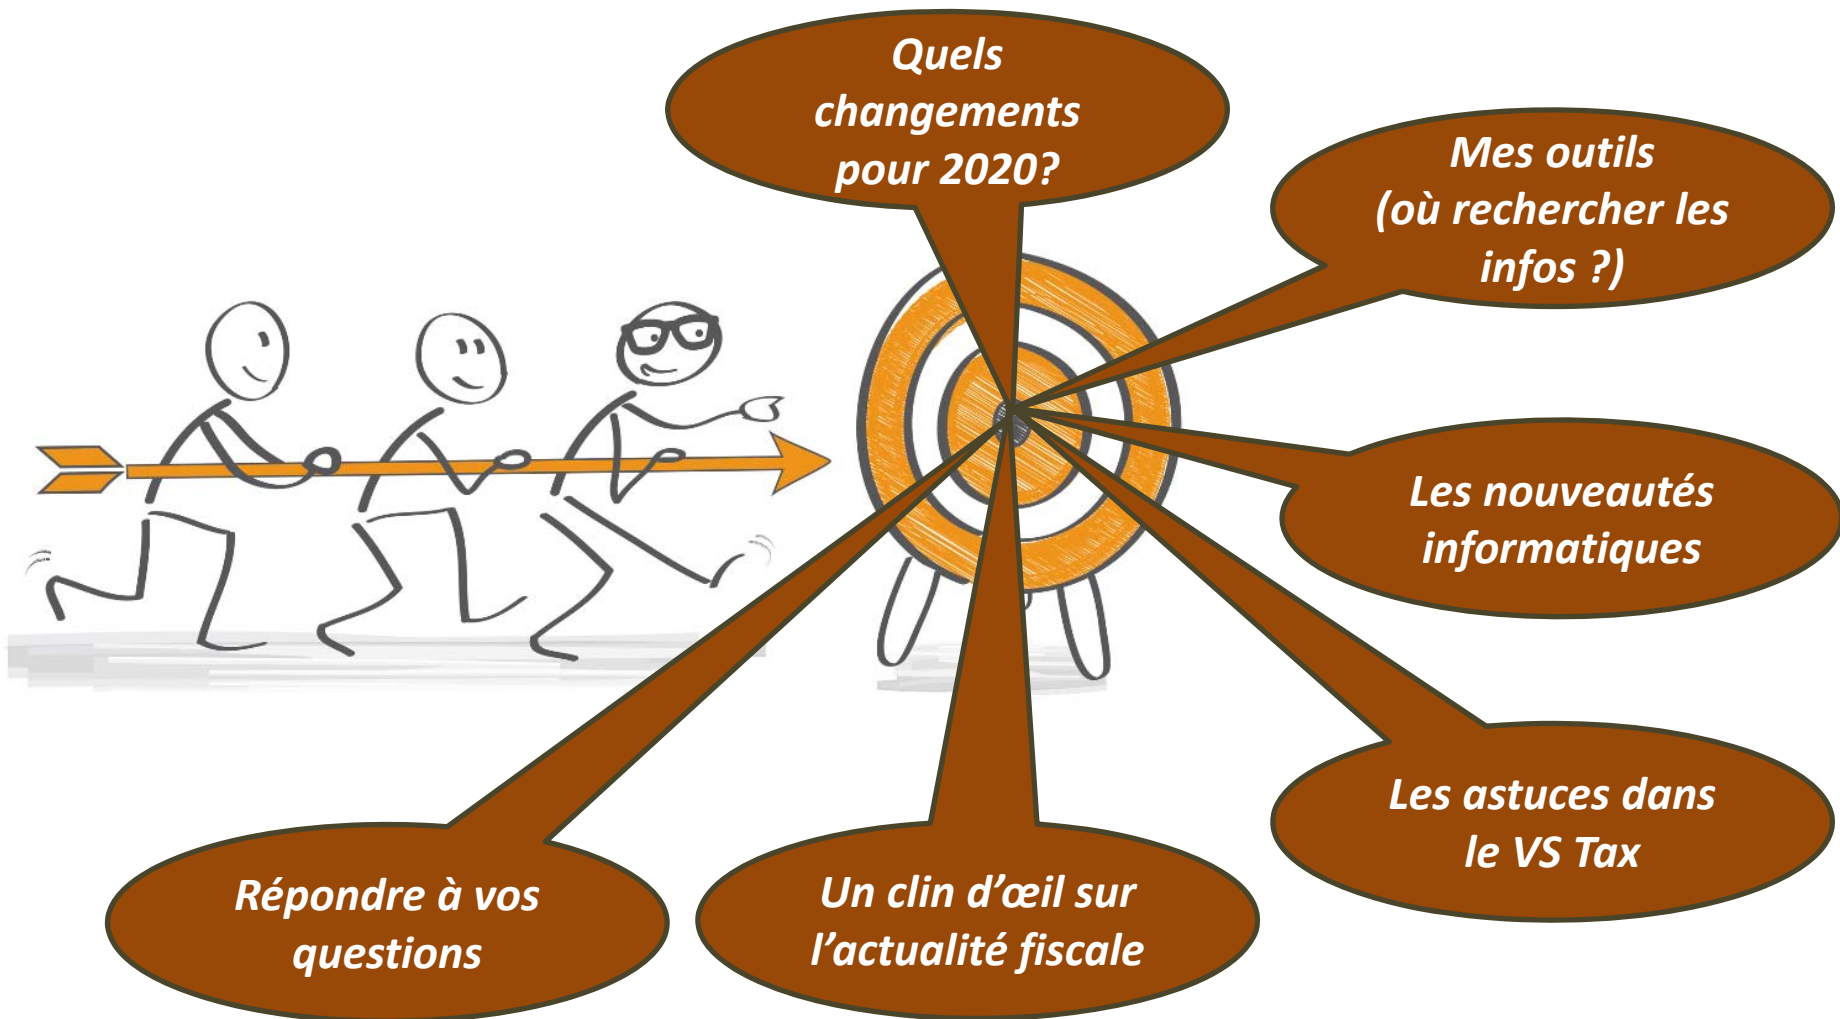 Quels
changements
pour 2020?
Mes outils
(où rechercher les
infos ?)
Les nouveautés
informatiques
Les astuces dans
le VS Tax
Un clin d’œil sur
l’actualité fiscale
Répondre à vos
questions